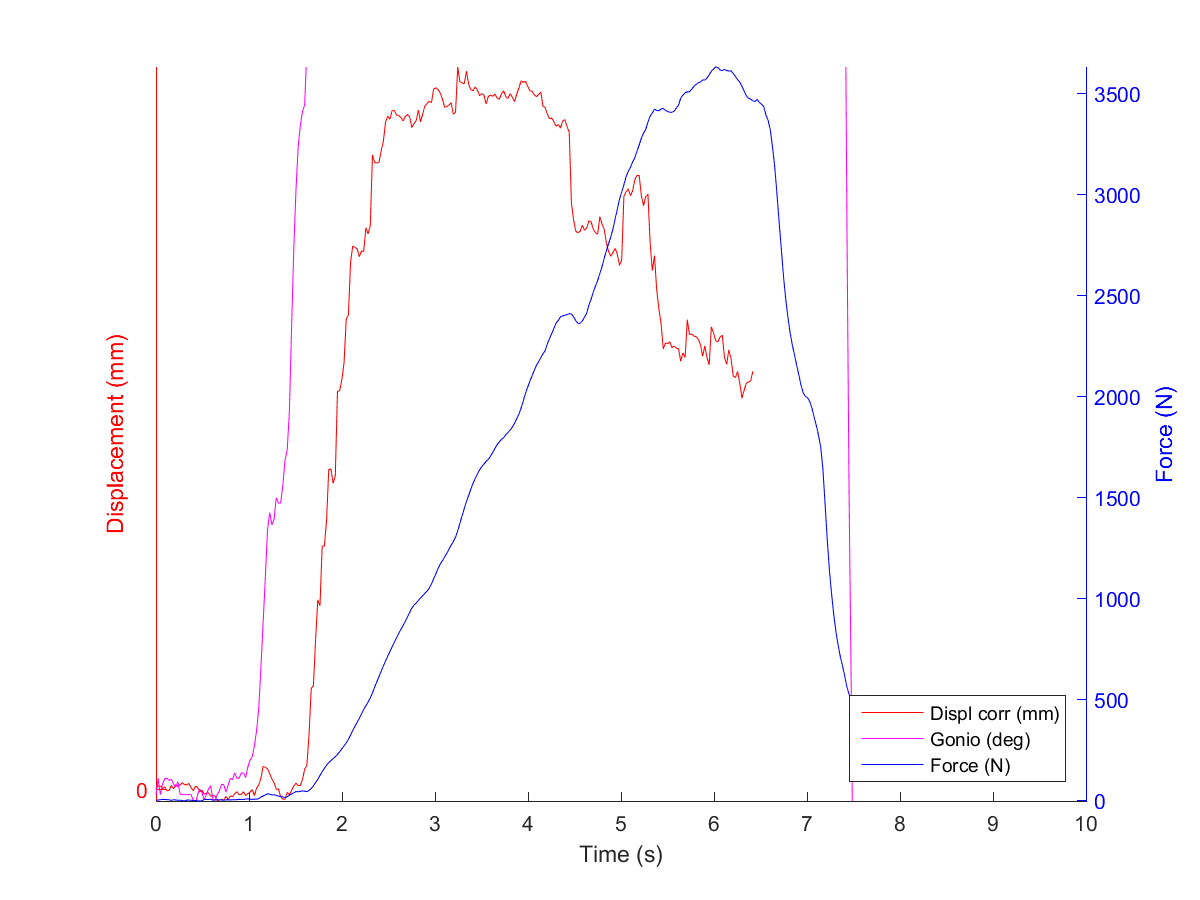 Displacement (mm)
0
3500
3000
2500
2000
1500
1000
500
0
Force (N)
Displ corr (mm)
Gonio (deg)
Force (N)
0 1 2 3 4 5 6 7 8 9 10
Time (s)